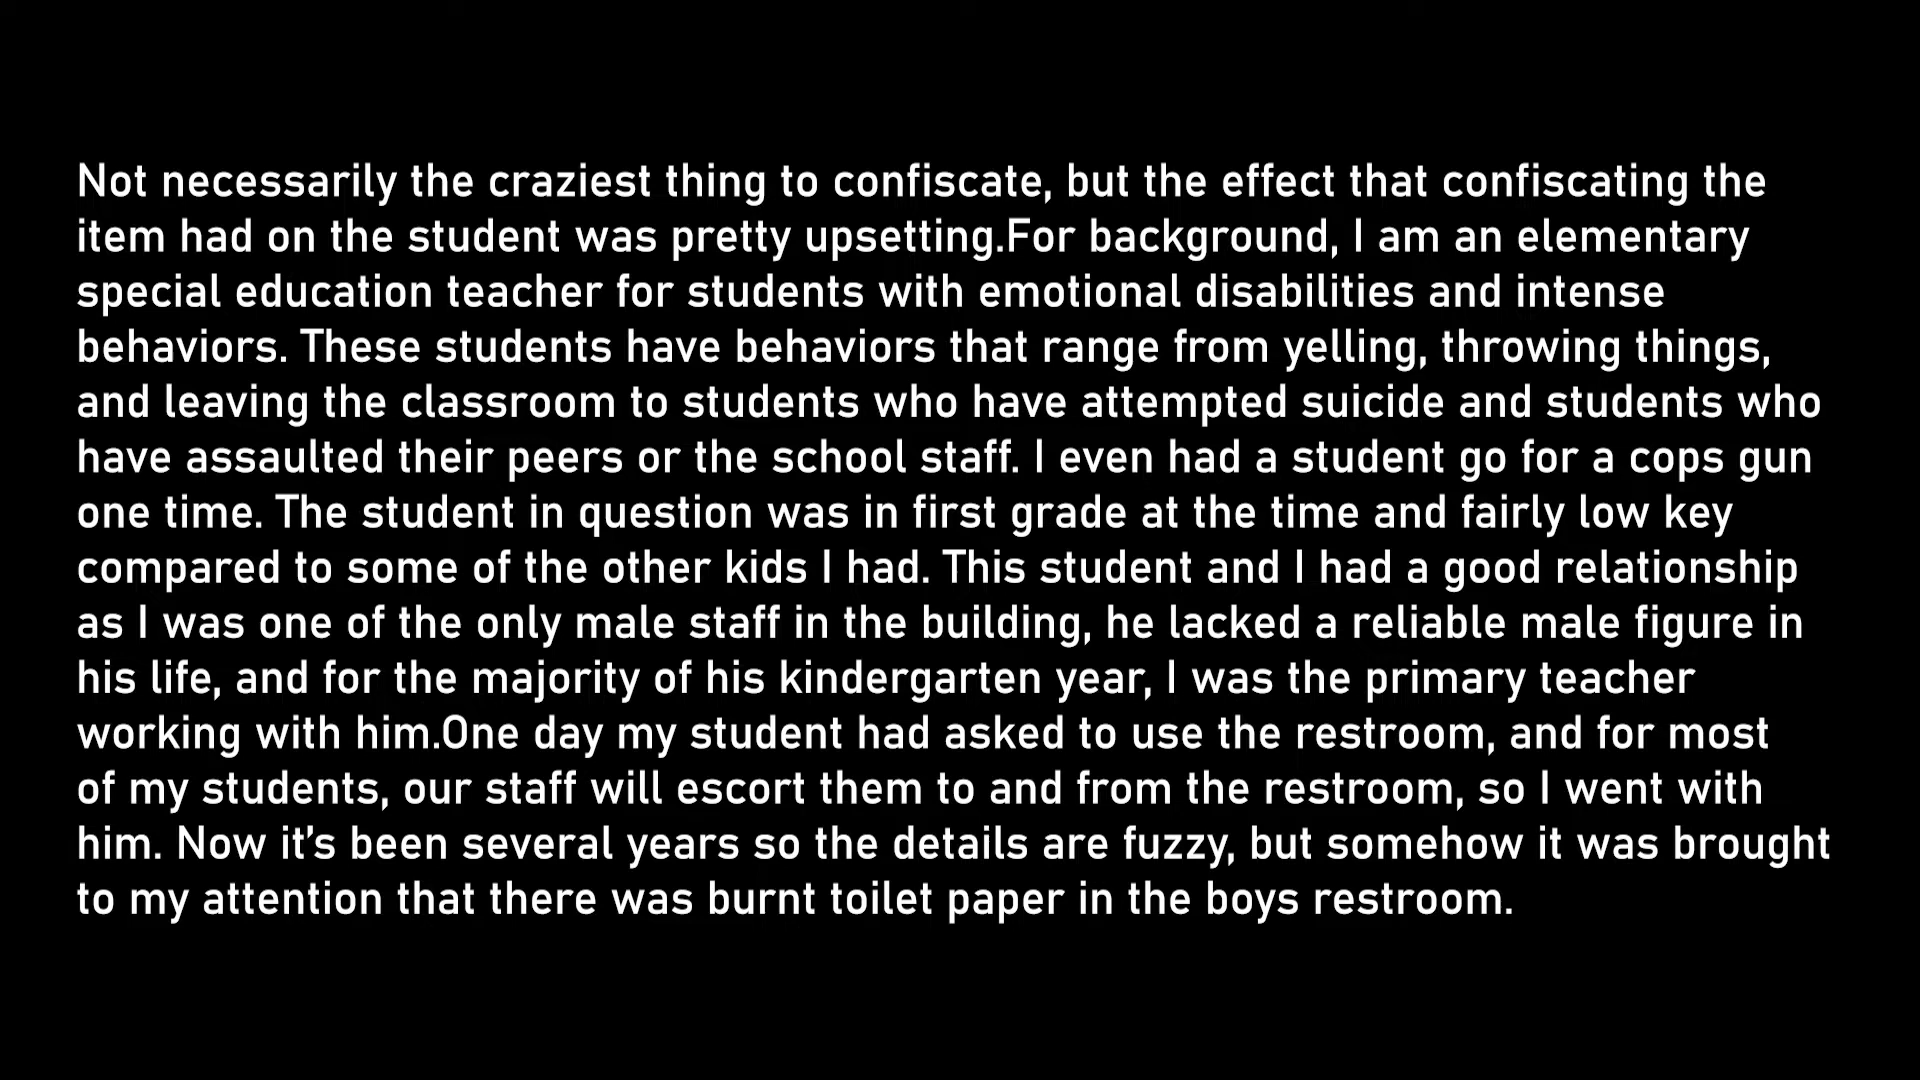 Not necessarily the craziest thing to confiscate, but the effect that confiscating the
item had on the student was pretty upsetting.For background, I am an elementary
special education teacher for students with emotional disabilities and intense
behaviors. These students have behaviors that range from yelling, throwing things,
and leaving the classroom to students who have attempted suicide and students who
have assaulted their peers or the school staff. I even had a student go for a cops gun
one time. The student in question was in first grade at the time and fairly low key
compared to some of the other kids I had. This student and I had a good relationship
as I was one of the only male staff in the building, he lacked a reliable male figure in
his life, and for the majority of his kindergarten year, I was the primary teacher
working with him.One day my student had asked to use the restroom, and for most
of my students, our staff will escort them to and from the restroom, so I went with
him. Now it's been several years so the details are fuzzy, but somehow it was brought
to my attention that there was burnt toilet paper in the boys restroom.